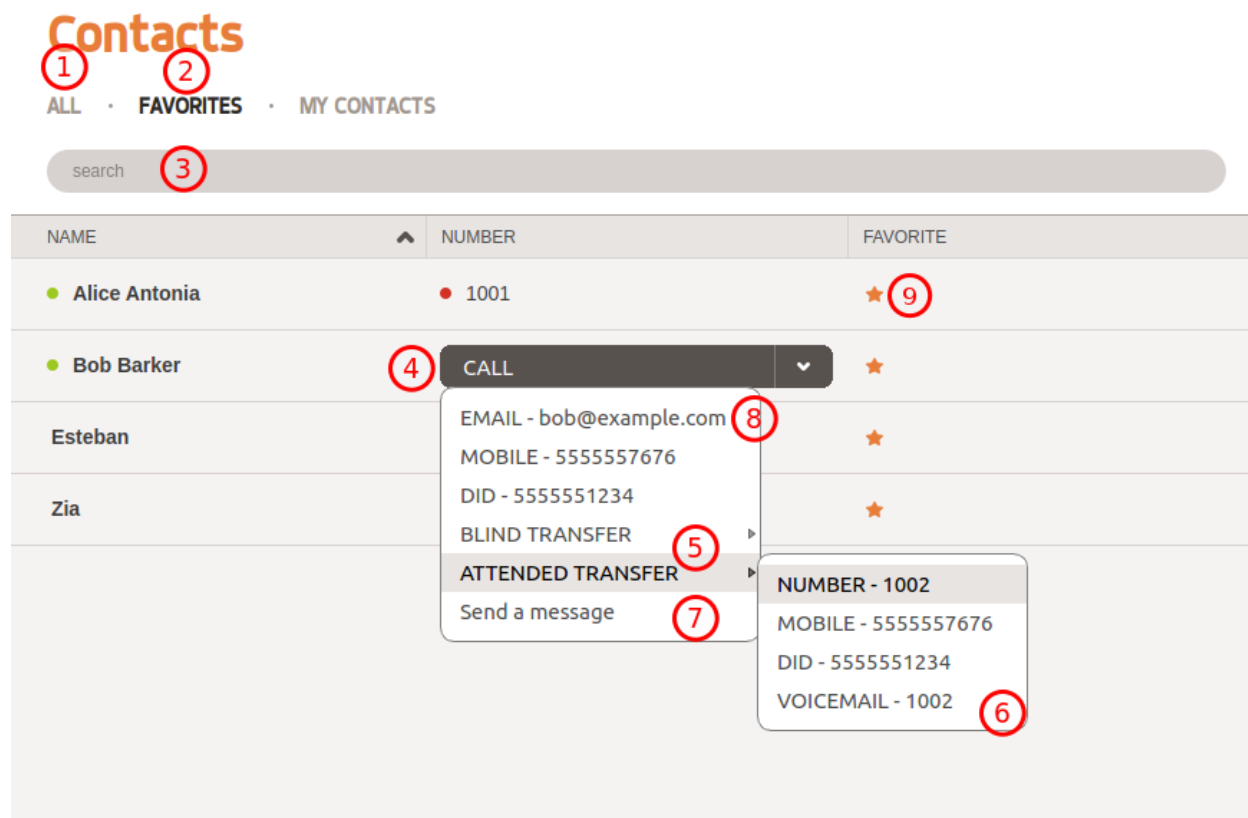 Contacts
1 2
ALL · FAVORITES · MY CONTACTS
search 3
NAME NUMBER FAVORITE
Alice Antonia 1001 9
Bob Barker 4 CALL
EMAIL - bob@example.com 8
Esteban
MOBILE - 5555557676
DID - 5555551234
Zia
BLIND TRANSFER 5
ATTENDED TRANSFER
Send a message 7
NUMBER - 1002
MOBILE - 5555557676
DID - 5555551234
VOICEMAIL - 1002 6